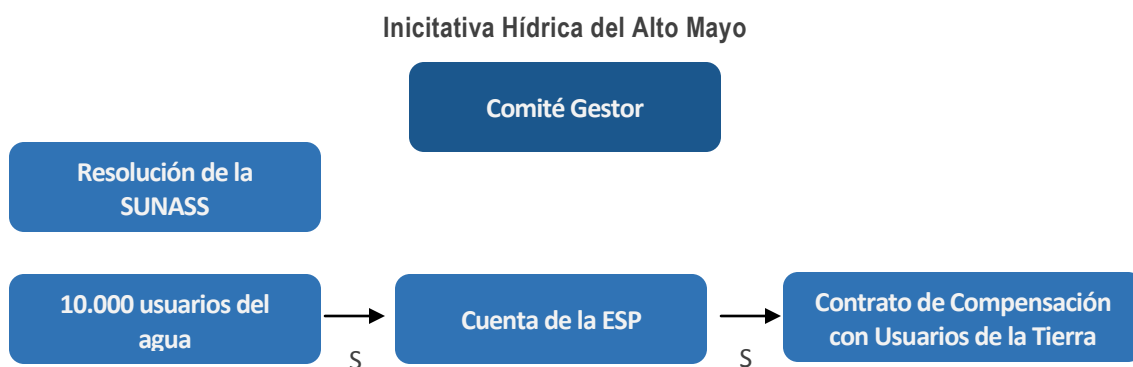 Inicitativa Hídrica del Alto Mayo
Comité Gestor
Resolución de la
SUNASS
10.000 usuarios del
agua
Cuenta de la ESP
Contrato de Compensación
con Usuarios de la Tierra
S
S